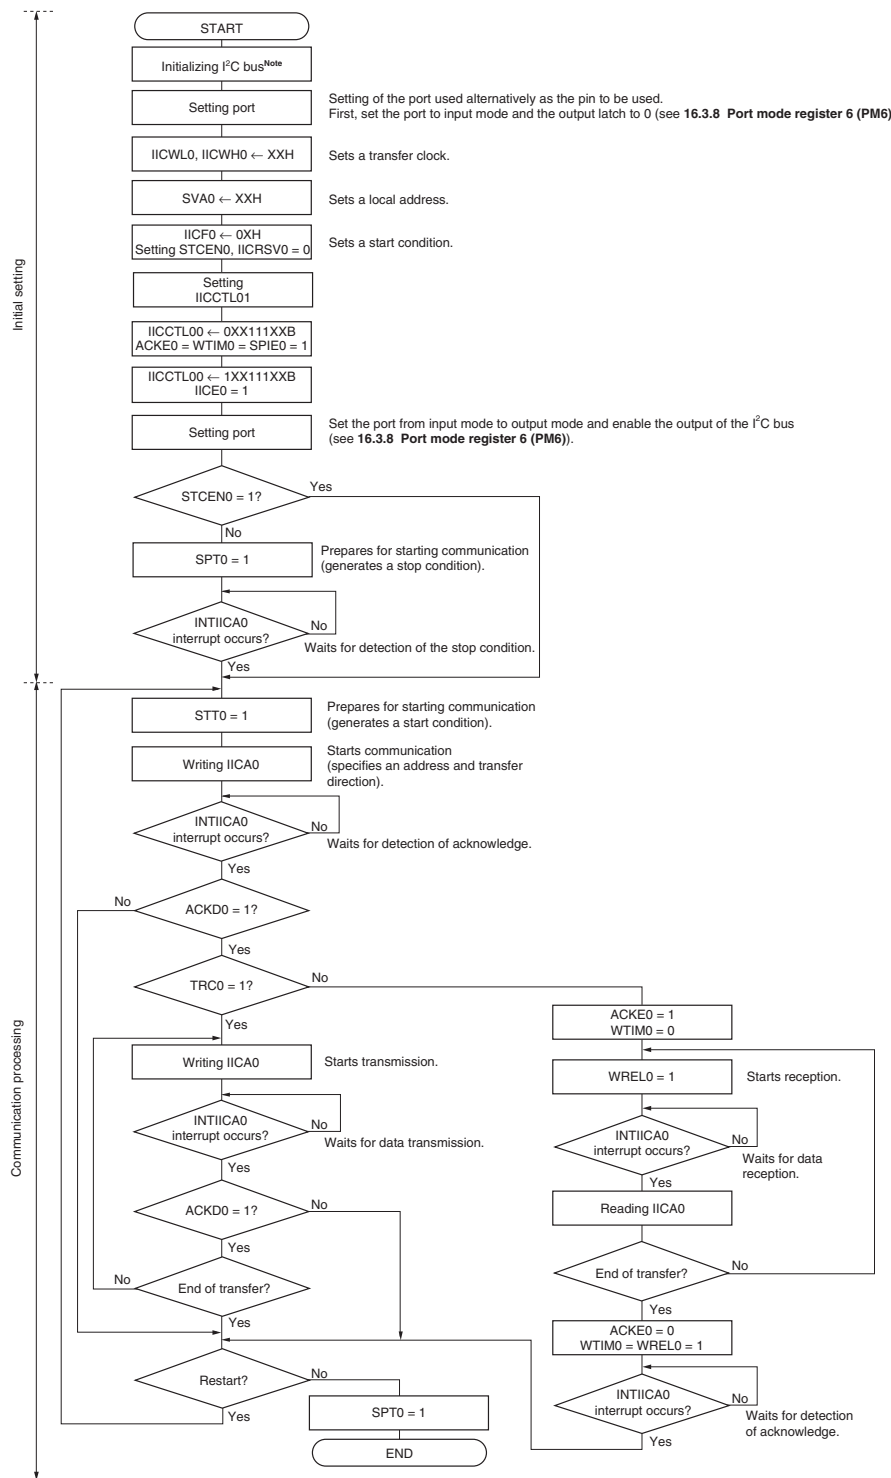 START
Initializing I²C bus^Note
Setting port
Setting of the port used alternatively as the pin to be used.
First, set the port to input mode and the output latch to 0 (see 16.3.8 Port mode register 6 (PM6)
IICWL0, IICWH0 ← XXH
Sets a transfer clock.
SVA0 ← XXH
Sets a local address.
IICF0 ← 0XH
Setting STCEN0, IICRSV0 = 0
Sets a start condition.
Setting
IICCTL01
IICCTL00 ← 0XX111XXB
ACKE0 = WTIM0 = SPIE0 = 1
IICCTL00 ← 1XX111XXB
IICE0 = 1
Setting port
Set the port from input mode to output mode and enable the output of the I²C bus
(see 16.3.8 Port mode register 6 (PM6)).
Initial setting
STCEN0 = 1?
Yes
No
SPT0 = 1
Prepares for starting communication
(generates a stop condition).
INTIICA0
interrupt occurs?
No
Waits for detection of the stop condition.
Yes
STT0 = 1
Prepares for starting communication
(generates a start condition).
Writing IICA0
Starts communication
(specifies an address and transfer
direction).
INTIICA0
interrupt occurs?
No
Waits for detection of acknowledge.
Yes
No
ACKD0 = 1?
Yes
TRC0 = 1?
No
Yes
Communication processing
Writing IICA0
Starts transmission.
INTIICA0
interrupt occurs?
No
Waits for data transmission.
Yes
ACKD0 = 1?
No
Yes
No
End of transfer?
Yes
ACKE0 = 1
WTIM0 = 0
WREL0 = 1
Starts reception.
INTIICA0
interrupt occurs?
No
Waits for data
reception.
Yes
Reading IICA0
End of transfer?
No
Yes
ACKE0 = 0
WTIM0 = WREL0 = 1
INTIICA0
interrupt occurs?
No
Waits for detection
of acknowledge.
Yes
Restart?
No
Yes
SPT0 = 1
END